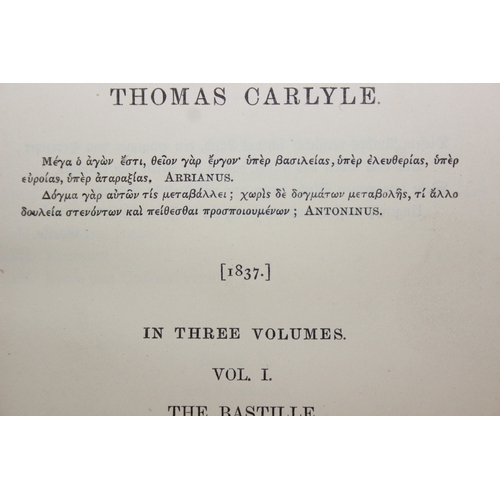 THOMAS CARLYLE.
Μέγα ὁ ἀγὼν ἔστι, θεῖον γὰρ ἔργον· ὑπὲρ βασιλείας, ὑπὲρ ἐλευθερίας, ὑπὲρ
εὐροίας, ὑπὲρ ἀταραξίας. ARRIANUS.
Δόγμα γὰρ αὐτῶν τίς μεταβάλλει; χωρὶς δὲ δογμάτων μεταβολῆς, τί ἄλλο
δουλεία στενόντων καὶ πείθεσθαι προσποιουμένων; ANTONINUS.
[1837.]
IN THREE VOLUMES.
VOL. I.
THE BASTILLE.